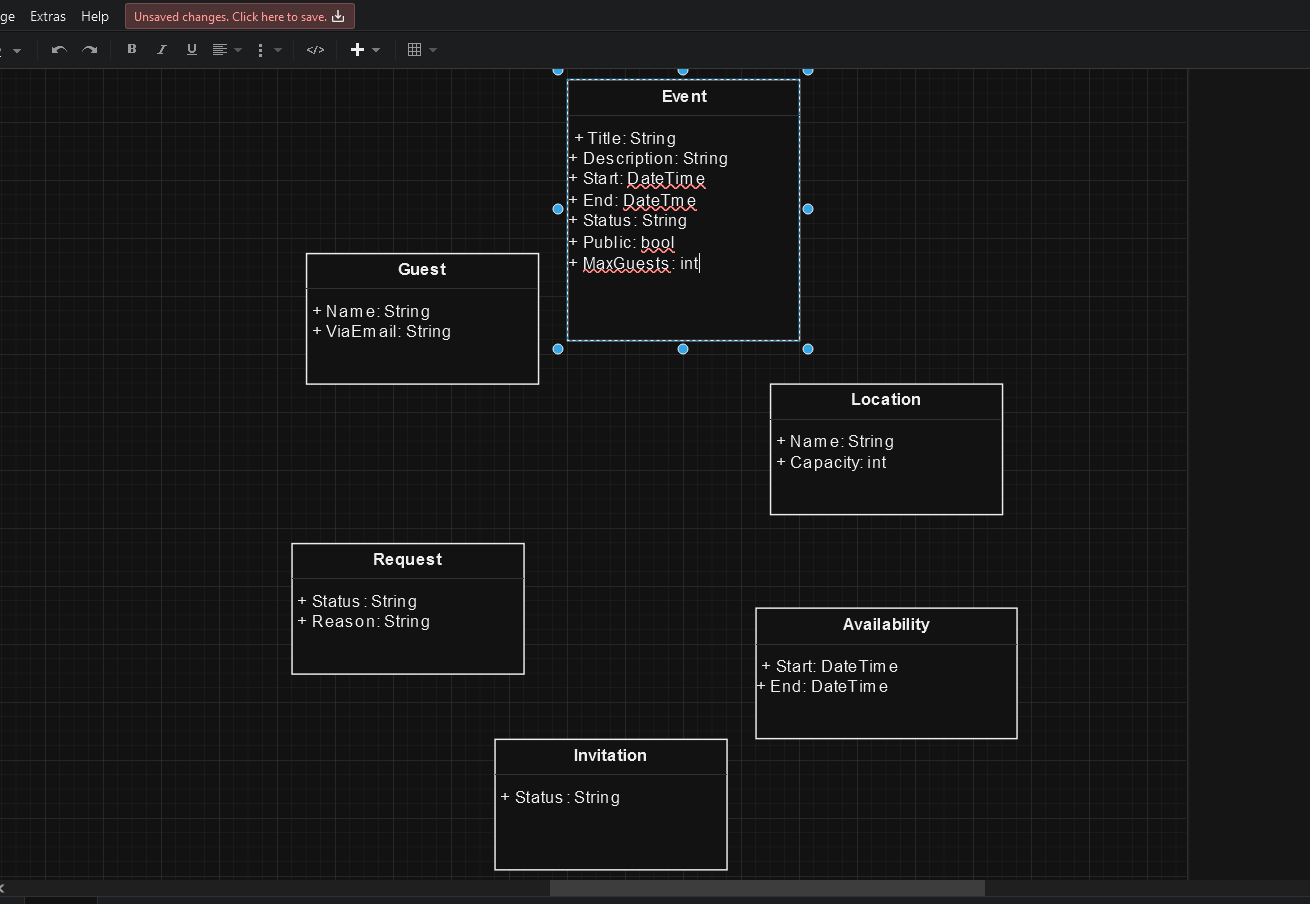 ge Extras Help Unsaved changes. Click here to save.
B I U </>
Event
+ Title: String
+ Description: String
+ Start: DateTime
+ End: DateTme
+ Status: String
+ Public: bool
+ MaxGuests: int
Guest
+ Name: String
+ ViaEmail: String
Location
+ Name: String
+ Capacity: int
Request
+ Status: String
+ Reason: String
Availability
+ Start: DateTime
+ End: DateTime
Invitation
+ Status: String